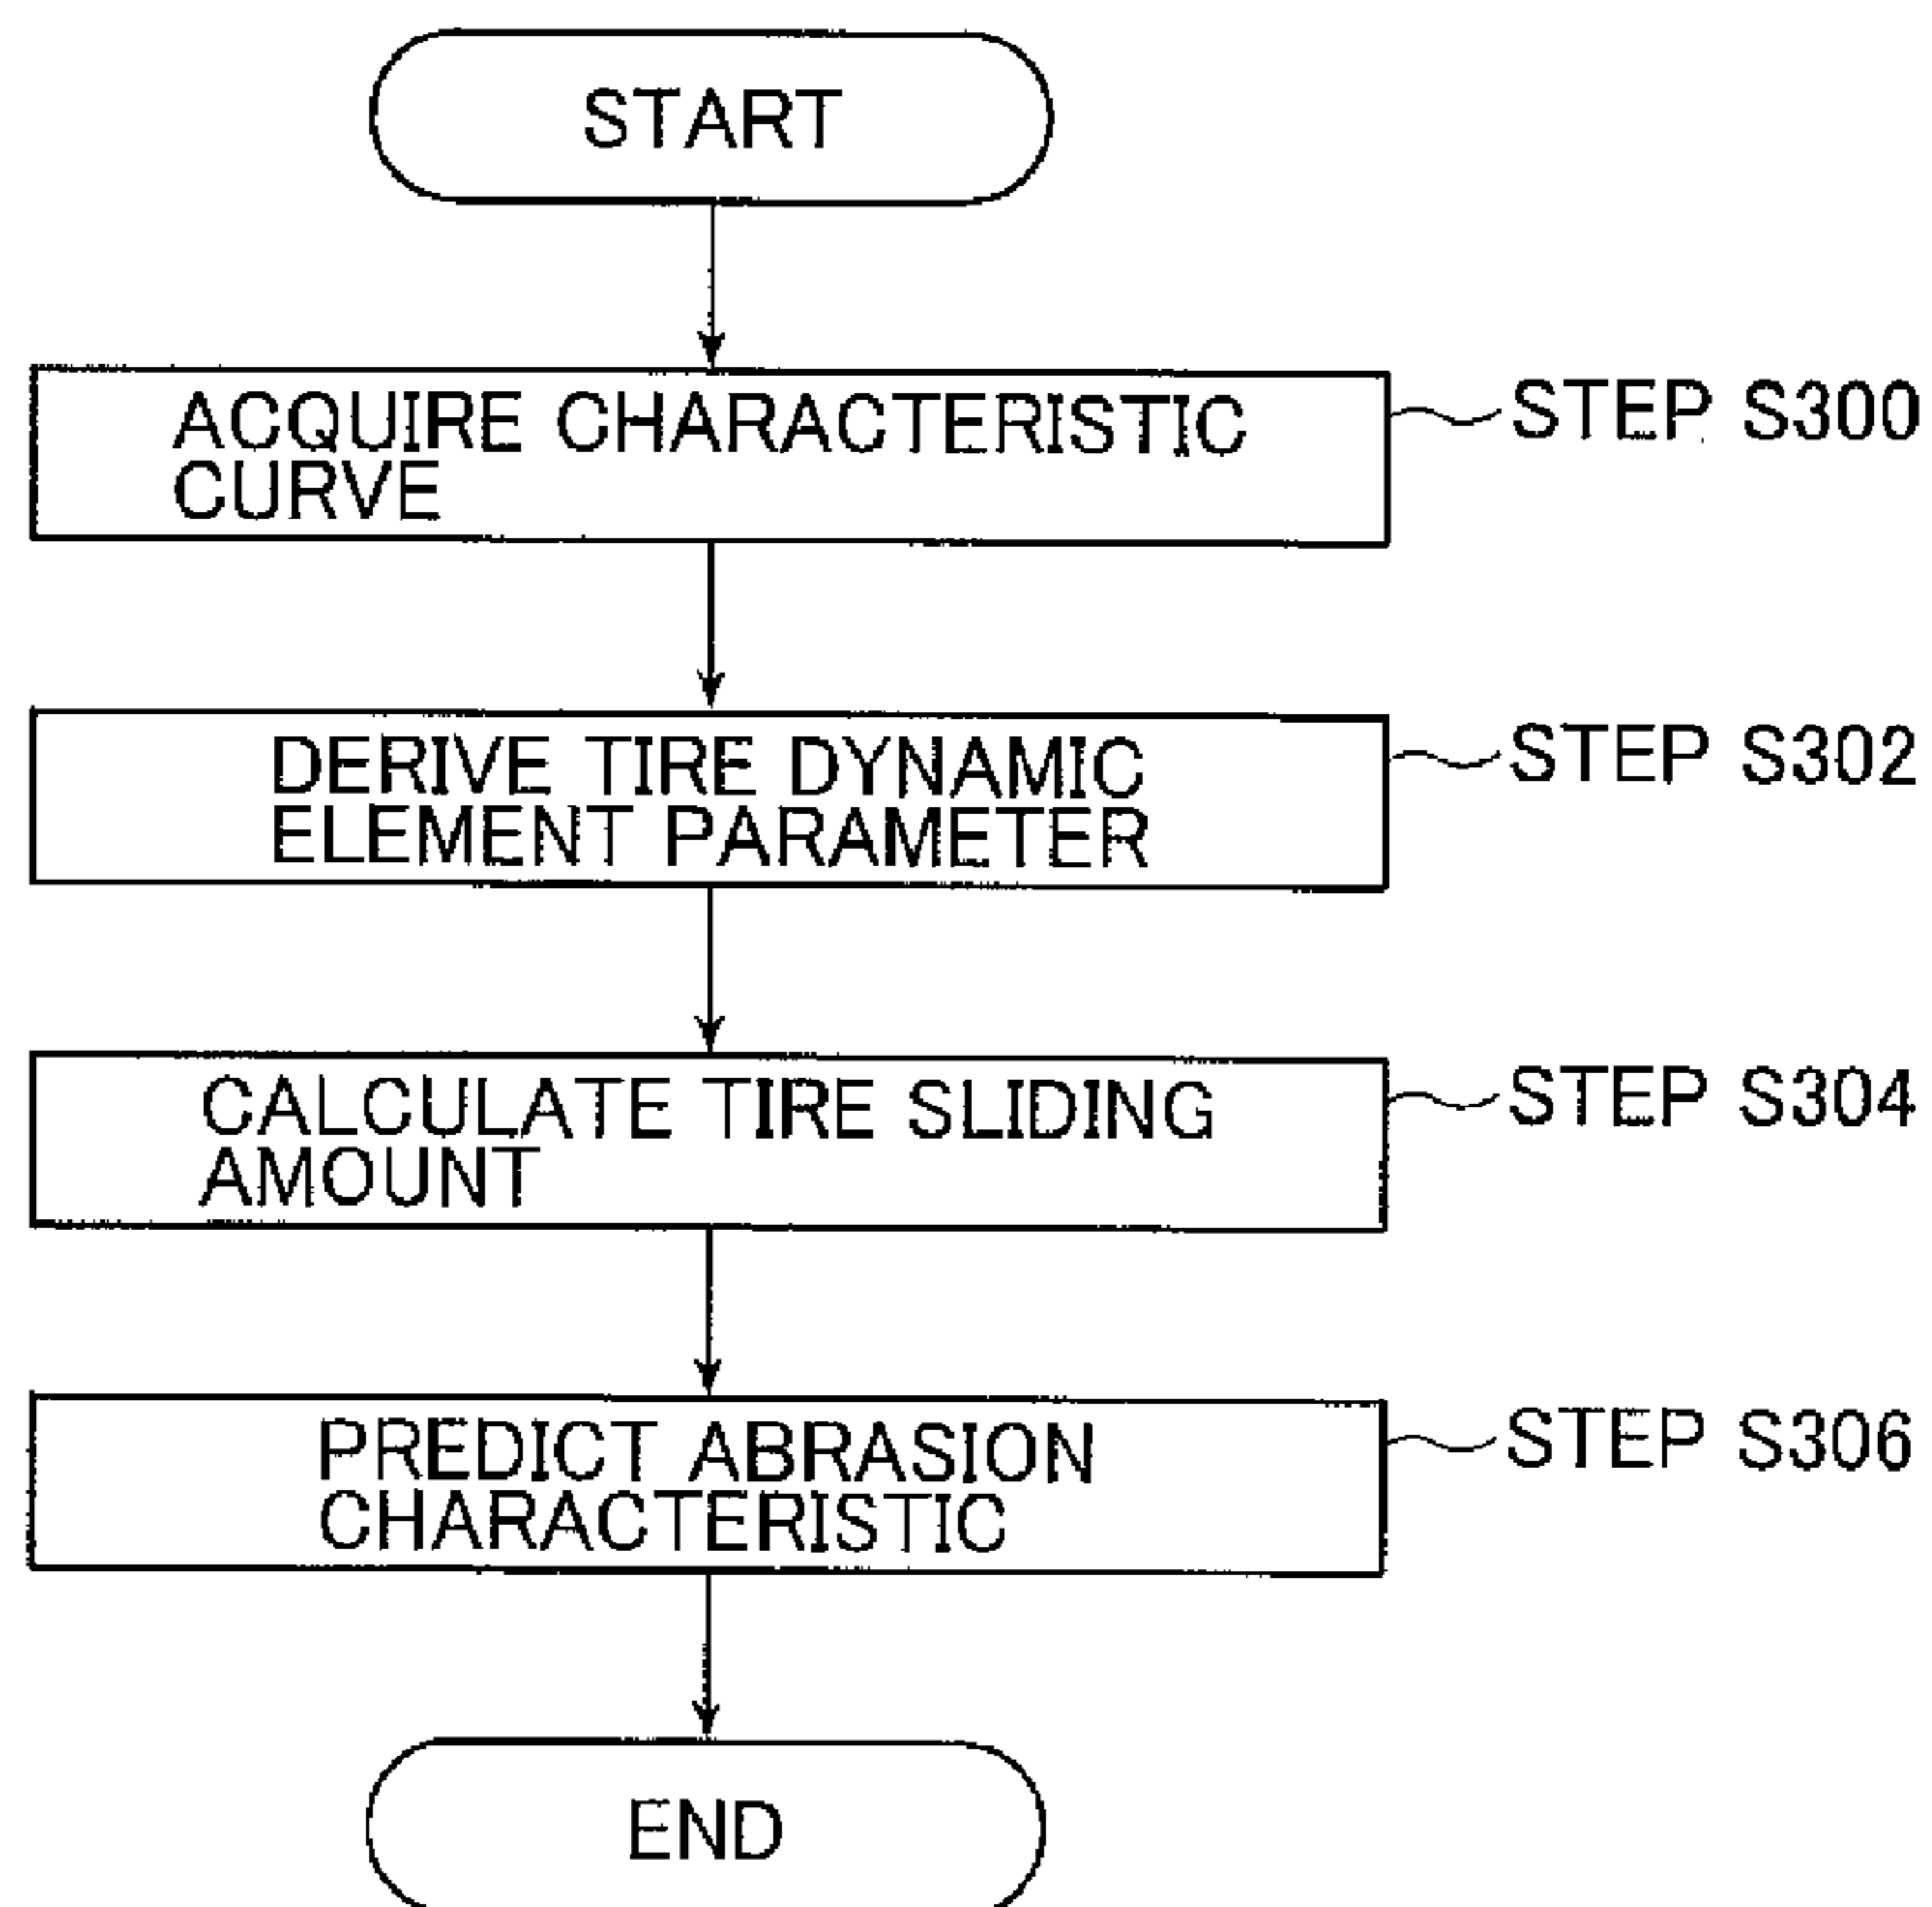 START
ACQUIRE CHARACTERISTIC
CURVE
STEP S300
DERIVE TIRE DYNAMIC
ELEMENT PARAMETER
STEP S302
CALCULATE TIRE SLIDING
AMOUNT
STEP S304
PREDICT ABRASION
CHARACTERISTIC
STEP S306
END